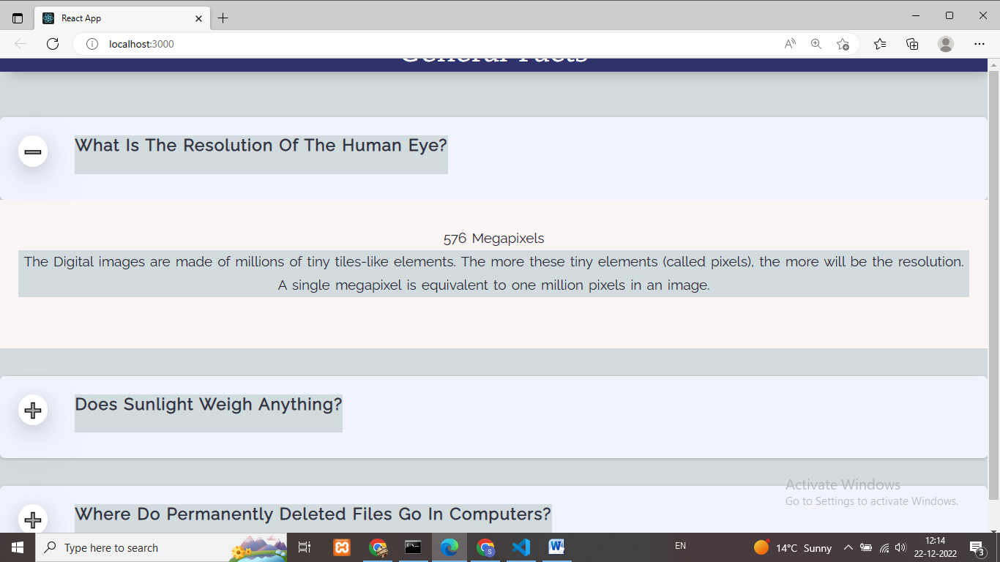 React App
localhost:3000
General Facts
What Is The Resolution Of The Human Eye?
576 Megapixels
The Digital images are made of millions of tiny tiles-like elements. The more these tiny elements (called pixels), the more will be the resolution.
A single megapixel is equivalent to one million pixels in an image.
Does Sunlight Weigh Anything?
Where Do Permanently Deleted Files Go In Computers?
Activate Windows
Go to Settings to activate Windows.
Type here to search
EN
14°C Sunny
12:14
22-12-2022
3